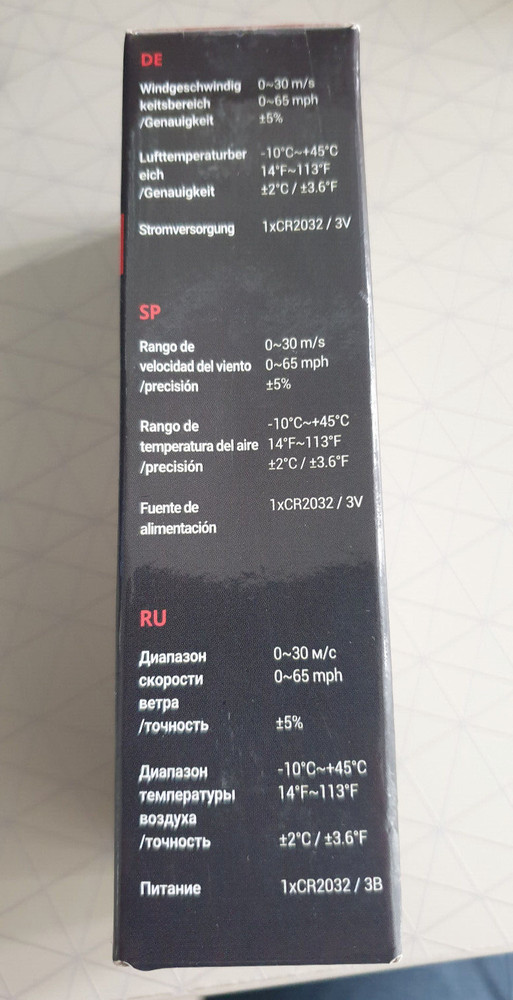 DE
Windgeschwindig 0~30 m/s
keitsbereich 0~65 mph
/Genauigkeit ±5%
Lufttemperaturber -10°C~+45°C
eich 14°F~113°F
/Genauigkeit ±2°C / ±3.6°F
Stromversorgung 1xCR2032 / 3V
SP
Rango de 0~30 m/s
velocidad del viento 0~65 mph
/precisión ±5%
Rango de -10°C~+45°C
temperatura del aire 14°F~113°F
/precisión ±2°C / ±3.6°F
Fuente de 1xCR2032 / 3V
alimentación
RU
Диапазон 0~30 м/с
скорости 0~65 mph
ветра
/точность ±5%
Диапазон -10°C~+45°C
температуры 14°F~113°F
воздуха
/точность ±2°C / ±3.6°F
Питание 1xCR2032 / 3В